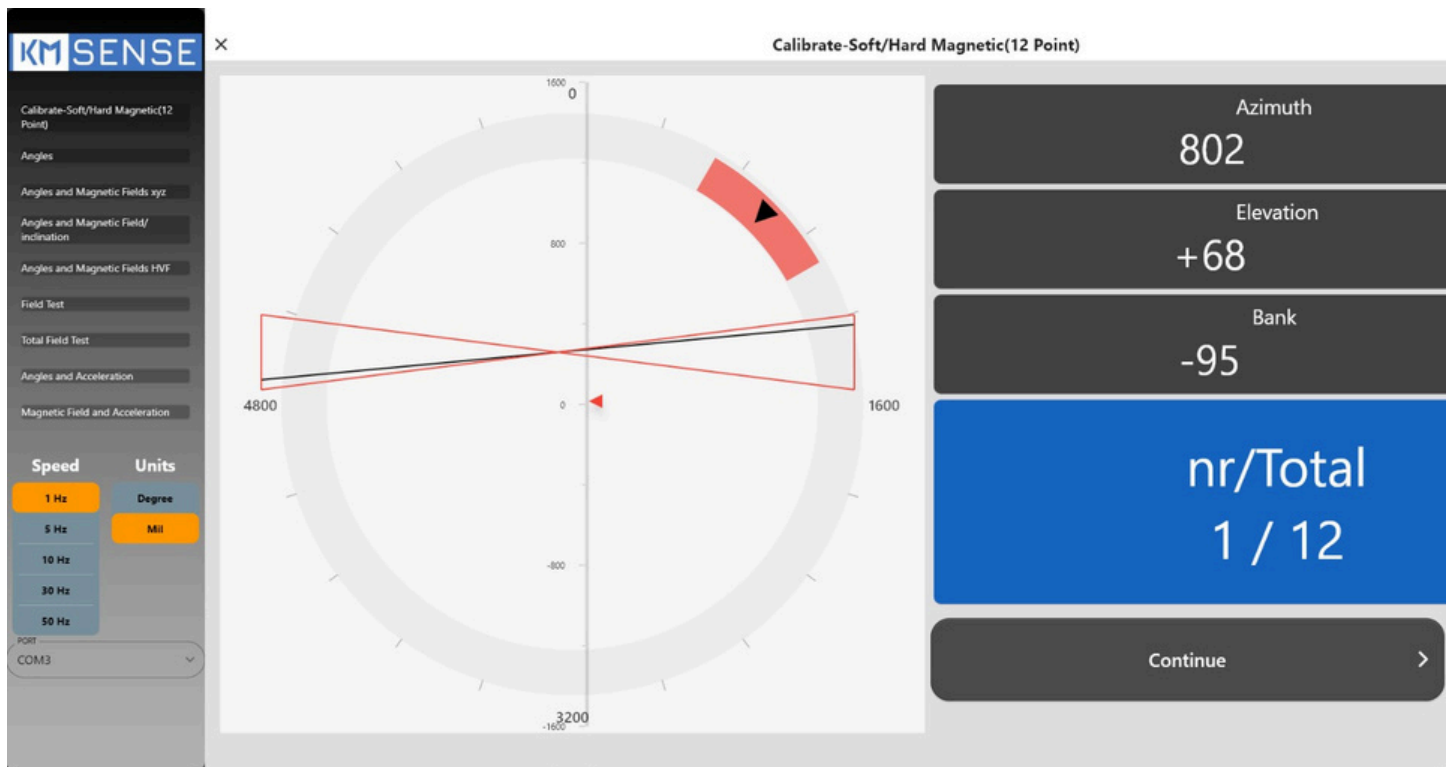 KM SENSE
Calibrate-Soft/Hard Magnetic(12
Point)
Angles
Angles and Magnetic Fields xyz
Angles and Magnetic Field/
inclination
Angles and Magnetic Fields HVF
Field Test
Total Field Test
Angles and Acceleration
Magnetic Field and Acceleration
Speed
Units
1 Hz
Degree
5 Hz
Mil
10 Hz
30 Hz
50 Hz
PORT
COM3
×
Calibrate-Soft/Hard Magnetic(12 Point)
1600
0
800
4800
0
1600
-800
3200
-1600
Azimuth
802
Elevation
+68
Bank
-95
nr/Total
1 / 12
Continue